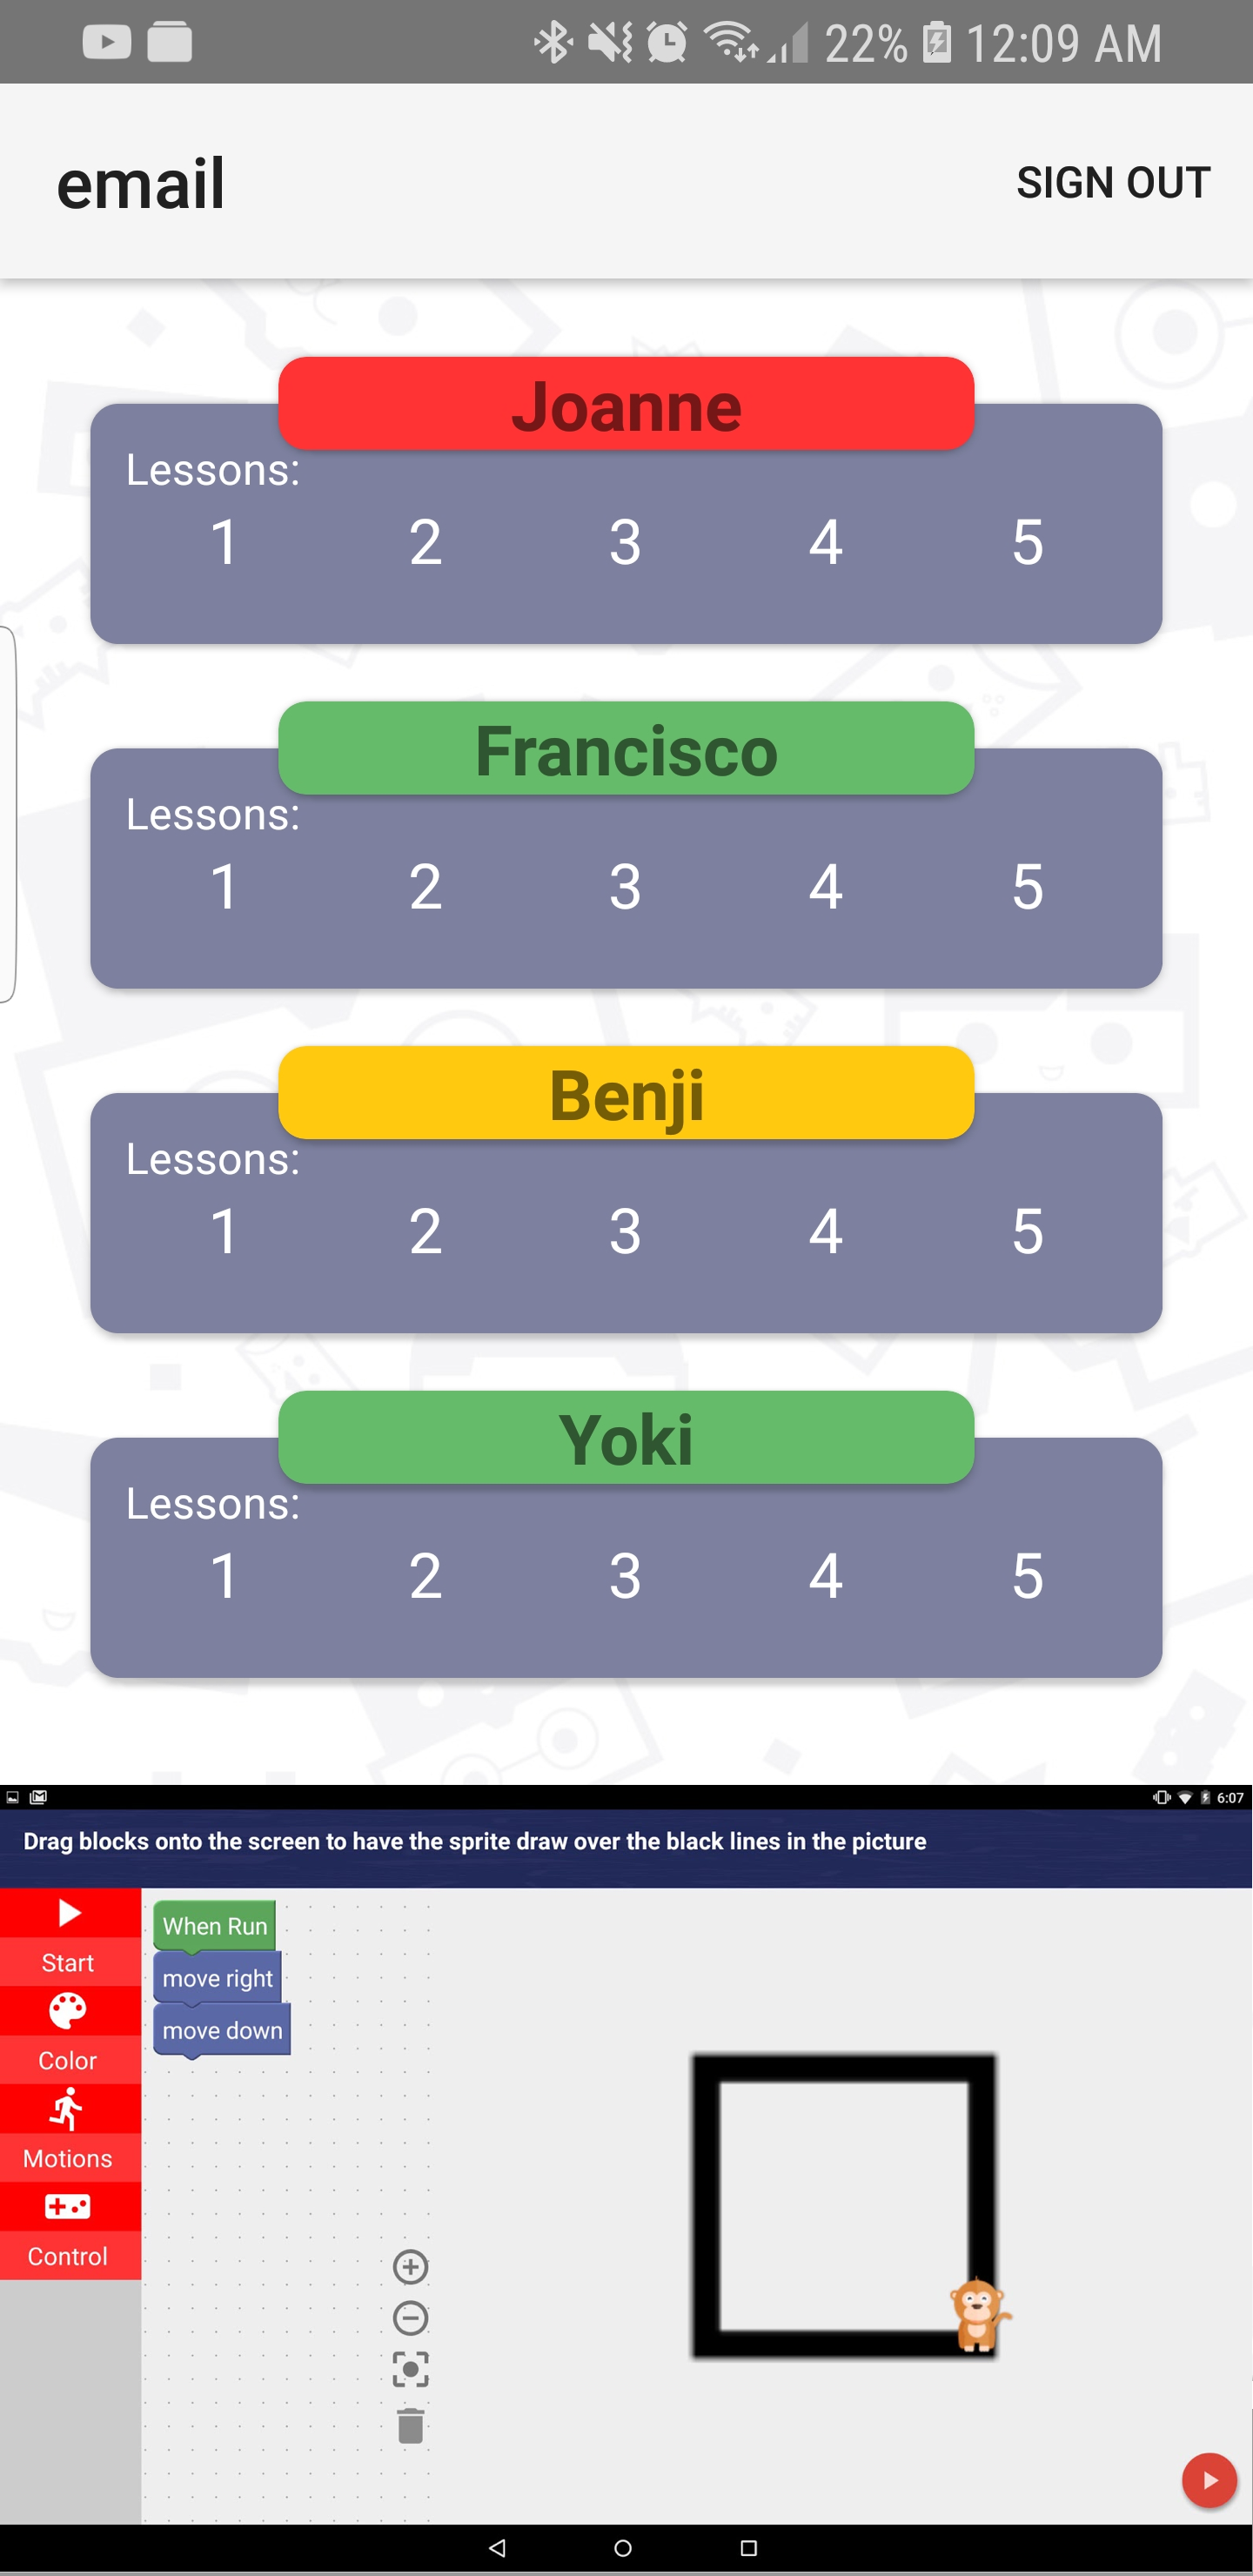 22% 12:09 AM
email SIGN OUT
Joanne
Lessons:
1 2 3 4 5
Francisco
Lessons:
1 2 3 4 5
Benji
Lessons:
1 2 3 4 5
Yoki
Lessons:
1 2 3 4 5
6:07
Drag blocks onto the screen to have the sprite draw over the black lines in the picture
Start
Color
Motions
Control
When Run
move right
move down